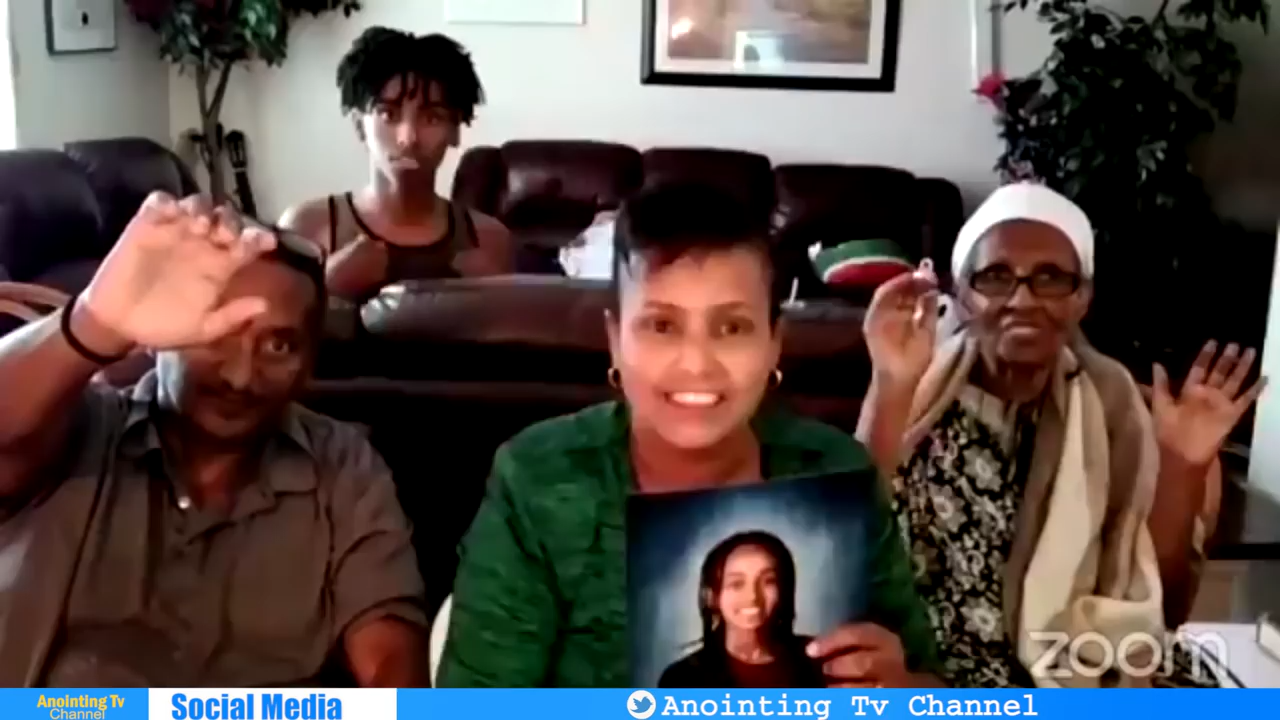 zoom
Anointing Tv
Channel
Social Media
Anointing Tv Channel